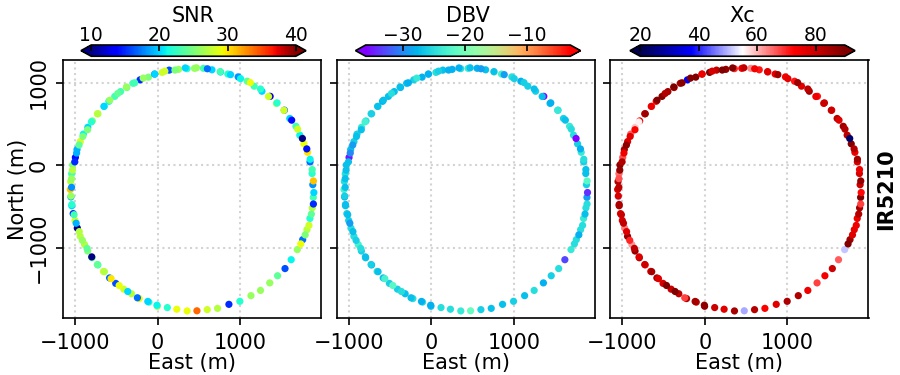 SNR DBV Xc
10 20 30 40 −30 −20 −10 20 40 60 80
1000
0
−1000
North (m)
IR5210
−1000 0 1000 −1000 0 1000 −1000 0 1000
East (m) East (m) East (m)